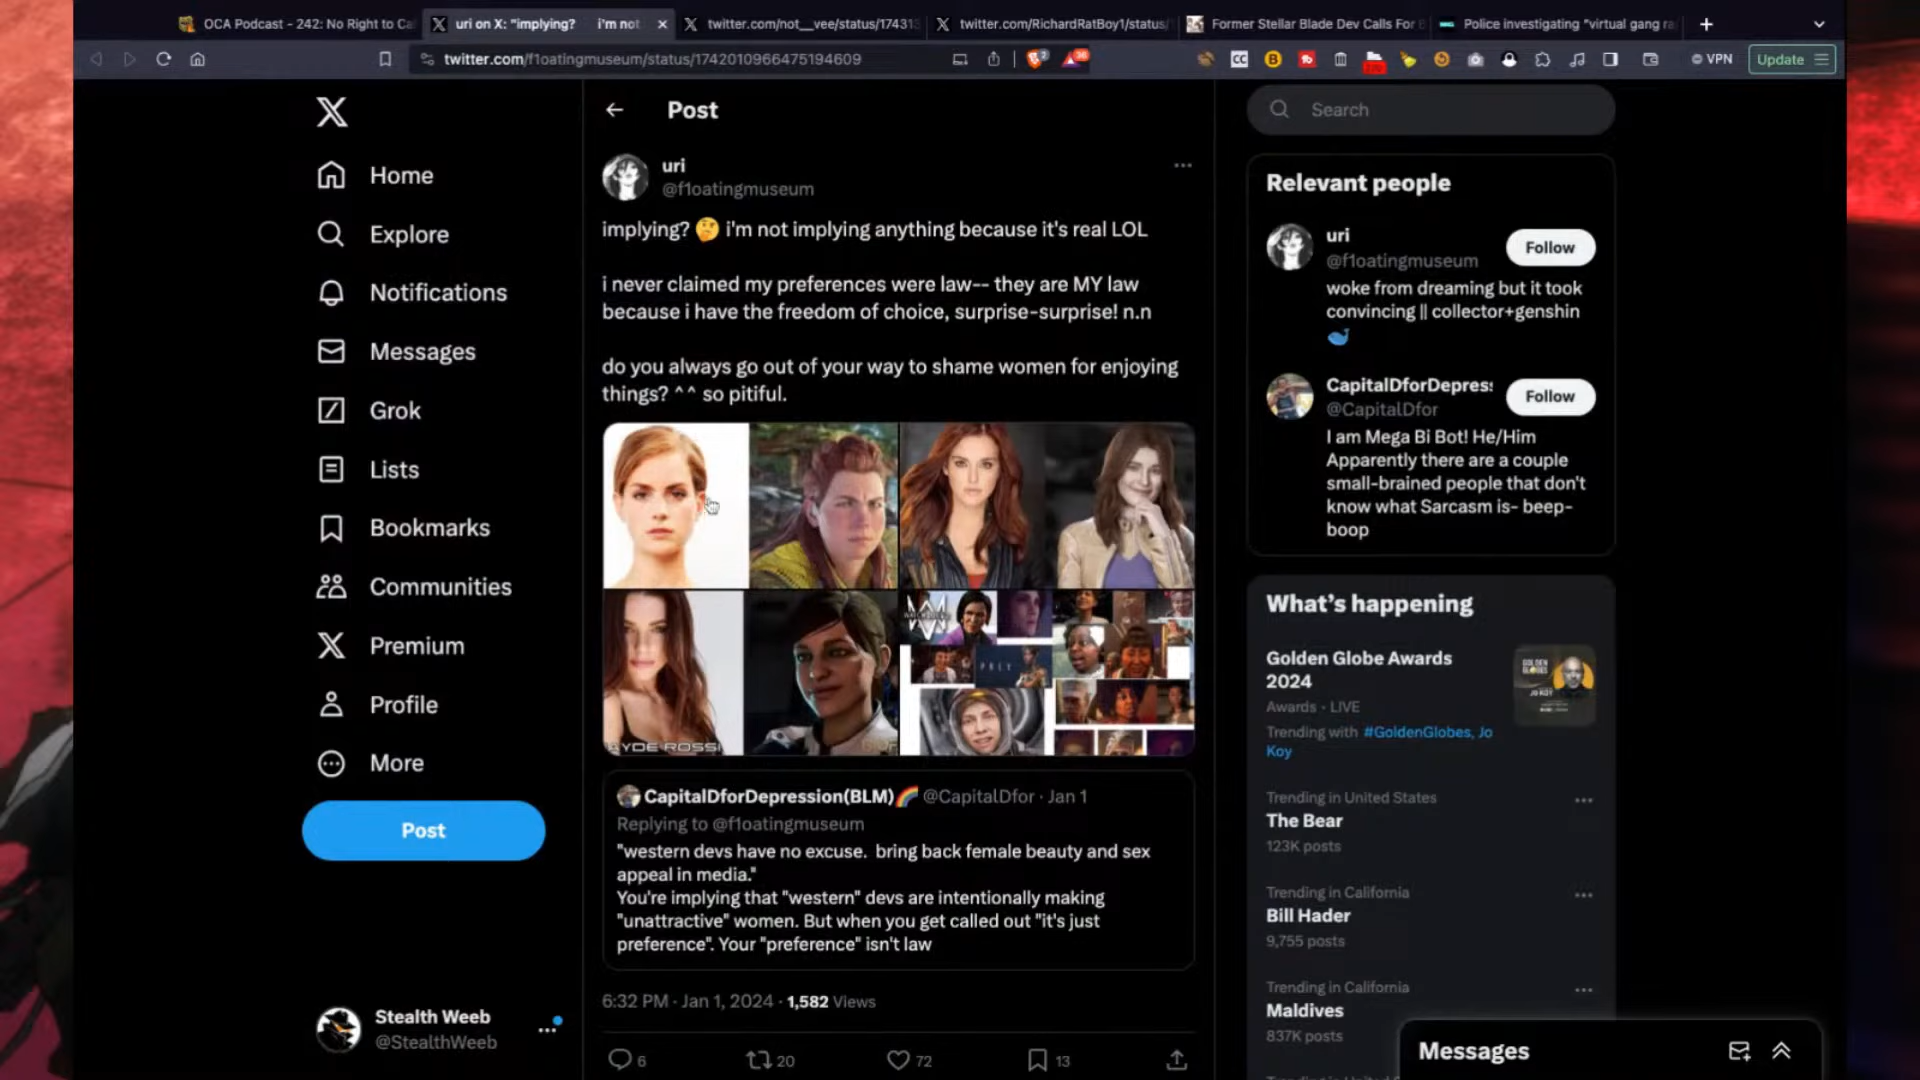 OCA Podcast - 242: No Right to Ca
uri on X: "implying? i'm not
twitter.com/not_vee/status/17431
twitter.com/RichardRatBoy1/status/
Former Stellar Blade Dev Calls For B
Police investigating "virtual gang ra
twitter.com/f1oatingmuseum/status/1742010966475194609
CC
VPN
Update
Home
Explore
Notifications
Messages
Grok
Lists
Bookmarks
Communities
Premium
Profile
More
Post
Stealth Weeb
@StealthWeeb
Post
uri
@f1oatingmuseum
implying? 🤔 i'm not implying anything because it's real LOL
i never claimed my preferences were law-- they are MY law
because i have the freedom of choice, surprise-surprise! n.n
do you always go out of your way to shame women for enjoying
things? ^^ so pitiful.
AYDE ROSSI
PREY
CapitalDforDepression(BLM)🌈 @CapitalDfor · Jan 1
Replying to @f1oatingmuseum
"western devs have no excuse. bring back female beauty and sex
appeal in media."
You're implying that "western" devs are intentionally making
"unattractive" women. But when you get called out "it's just
preference". Your "preference" isn't law
6:32 PM · Jan 1, 2024 · 1,582 Views
6
20
72
13
Search
Relevant people
uri
@f1oatingmuseum
Follow
woke from dreaming but it took
convincing || collector+genshin
🐳
CapitalDforDepress
@CapitalDfor
Follow
I am Mega Bi Bot! He/Him
Apparently there are a couple
small-brained people that don't
know what Sarcasm is- beep-
boop
What's happening
Golden Globe Awards
2024
Awards · LIVE
Trending with #GoldenGlobes, Jo
Koy
GOLDEN
GLOBES
JO KOY
Trending in United States
The Bear
123K posts
Trending in California
Bill Hader
9,755 posts
Trending in California
Maldives
837K posts
Messages